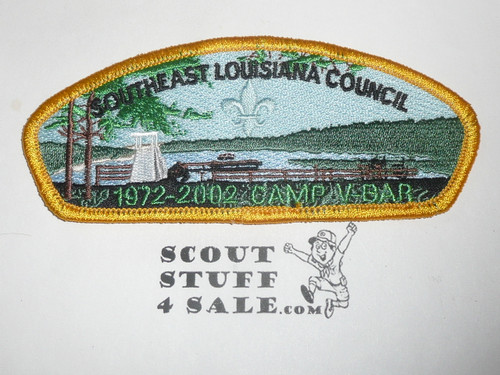 SOUTHEAST LOUISIANA COUNCIL
1972-2002 CAMP V-BAR
SCOUT
STUFF
4 SALE.com